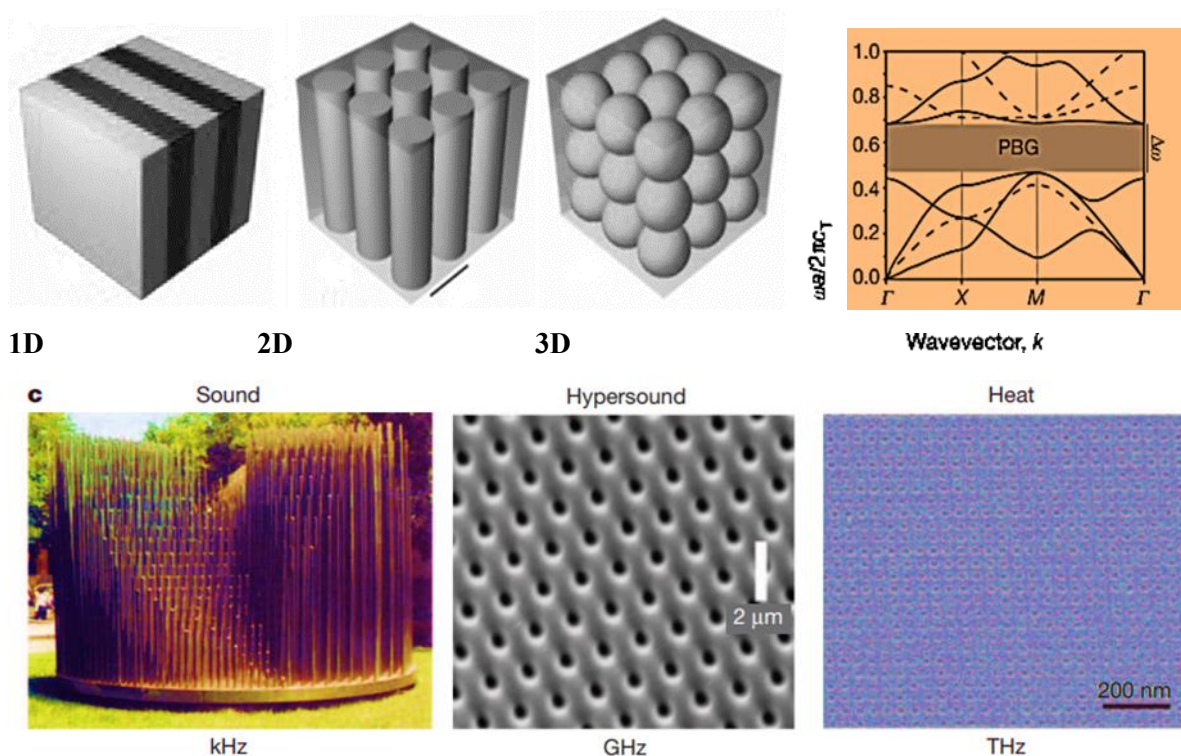 1.0
0.8
PBG
Δω
0.6
0.4
0.2
0.0
Γ X M Γ
ωa/2πc_T
Wavevector, k
1D 2D 3D
c Sound Hypersound Heat
2 μm
200 nm
kHz GHz THz